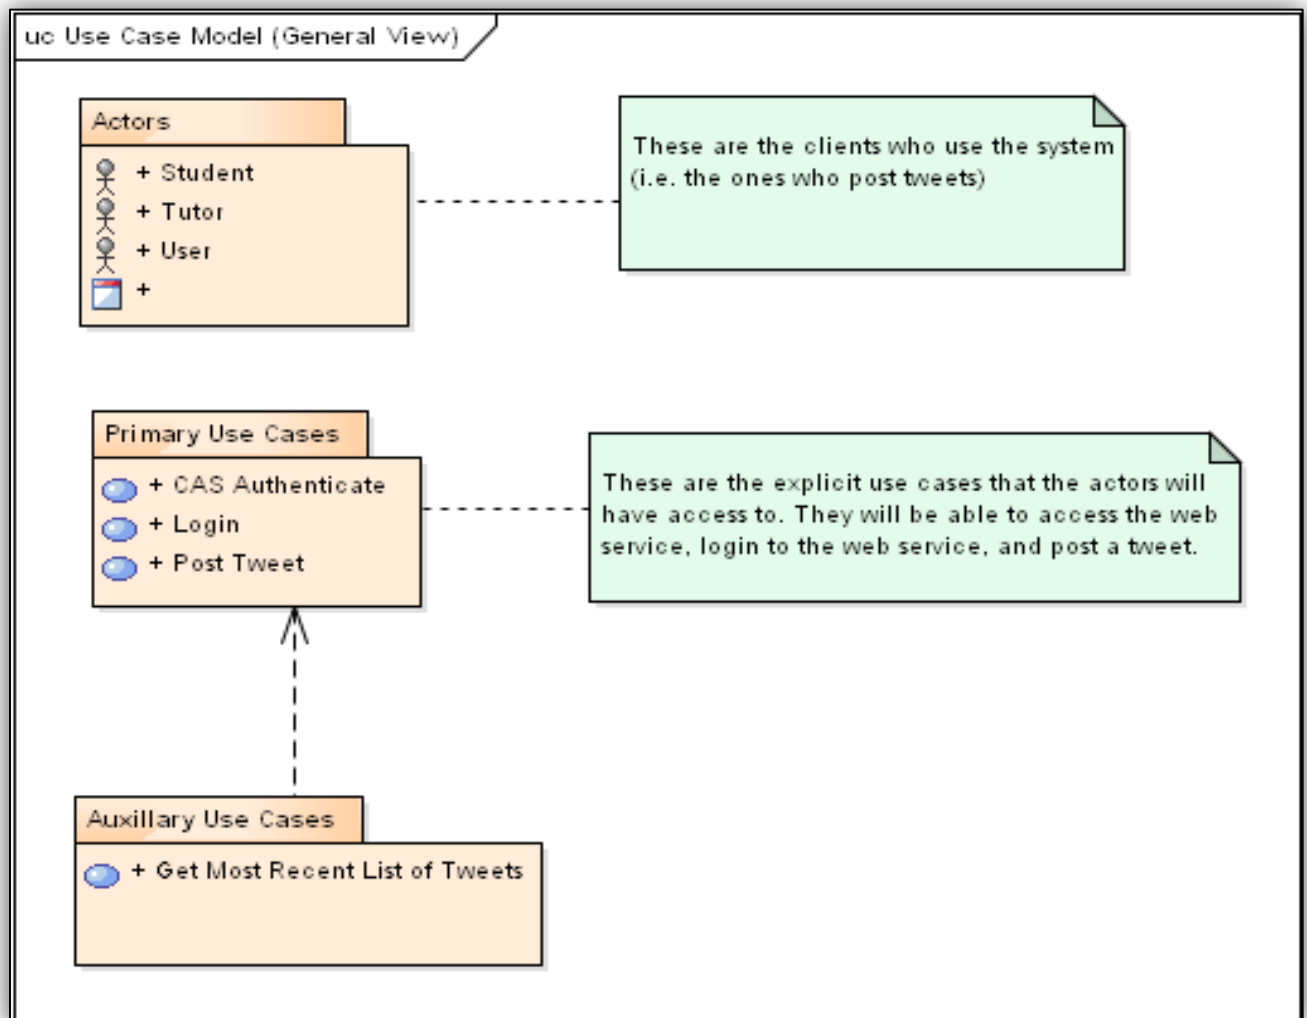 uc Use Case Model (General View)
Actors
+ Student
+ Tutor
+ User
+
These are the clients who use the system
(i.e. the ones who post tweets)
Primary Use Cases
+ CAS Authenticate
+ Login
+ Post Tweet
These are the explicit use cases that the actors will
have access to. They will be able to access the web
service, login to the web service, and post a tweet.
Auxillary Use Cases
+ Get Most Recent List of Tweets